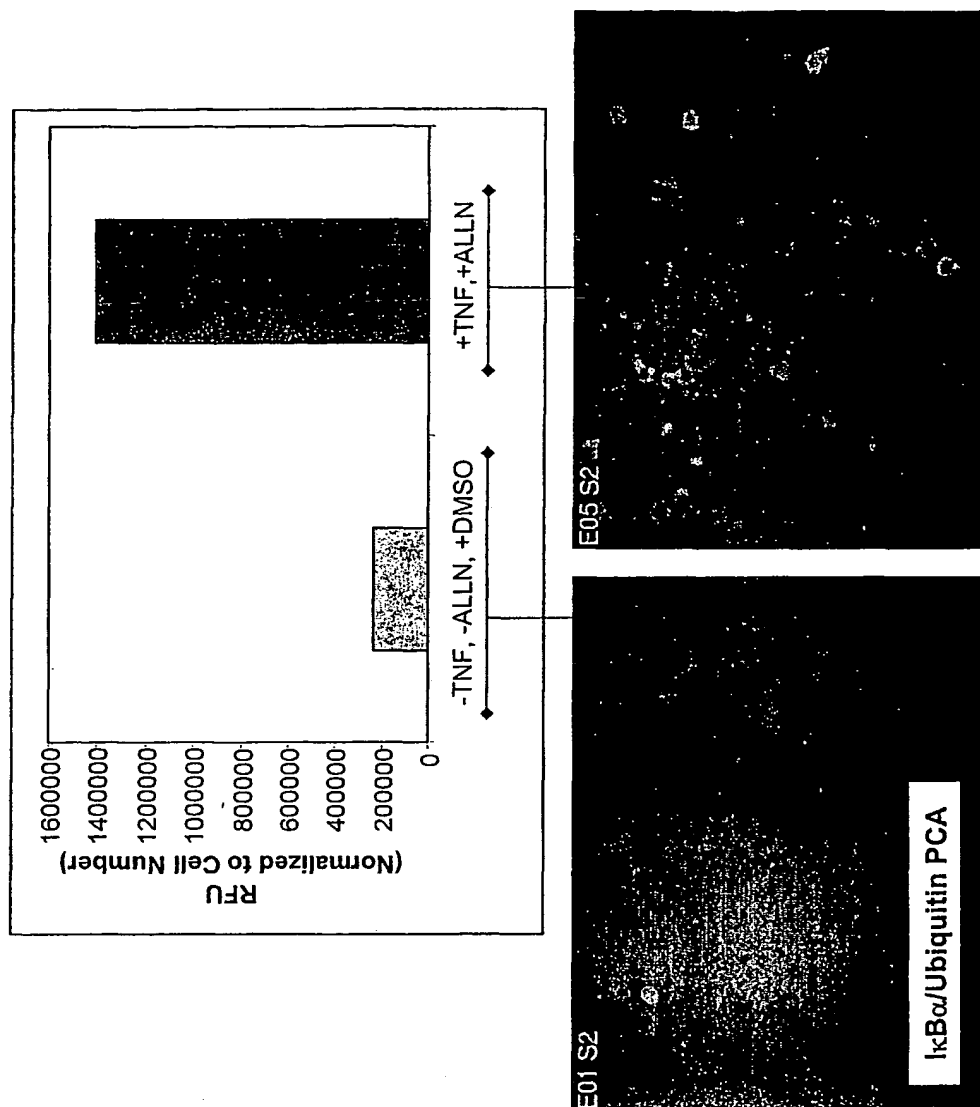 RFU
(Normalized to Cell Number)
1600000
1400000
1200000
1000000
800000
600000
400000
200000
0
-TNF, -ALLN, +DMSO
+TNF,+ALLN
E01 S2
E05 S2
IκBα/Ubiquitin PCA